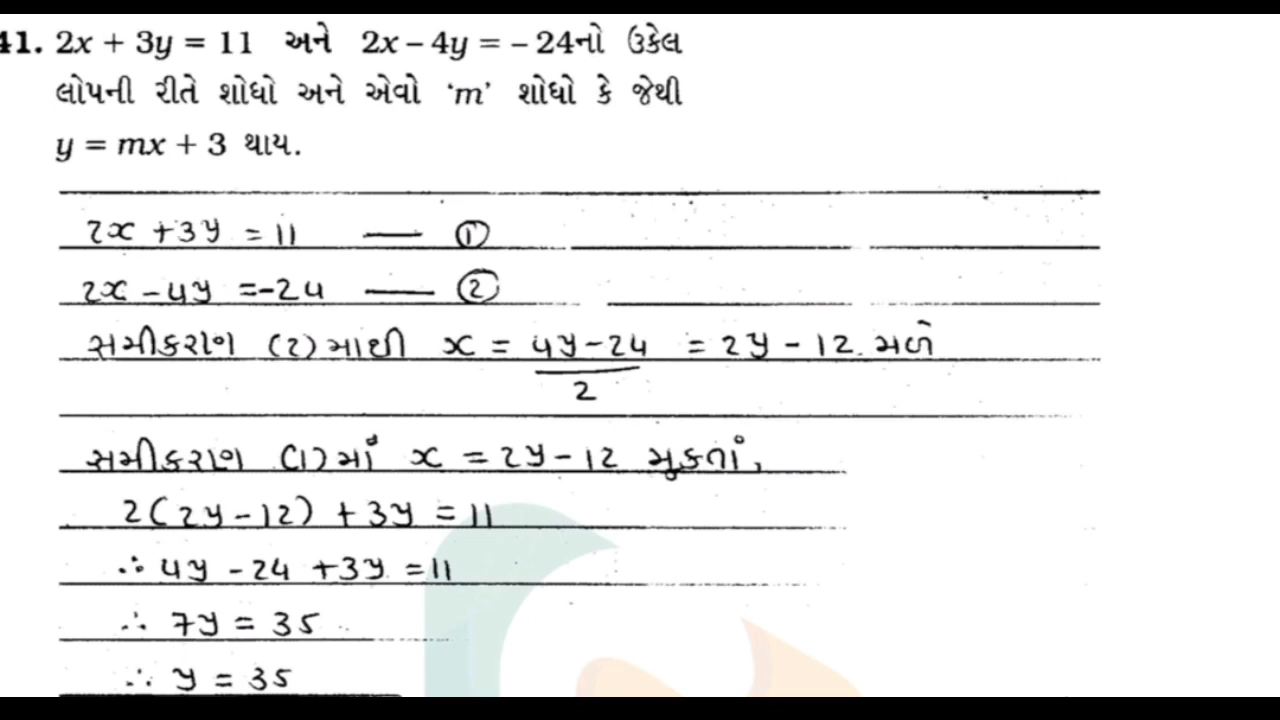 41. 2x + 3y = 11 અને 2x – 4y = – 24નો ઉકેલ
લોપની રીતે શોધો અને એવો ‘m’ શોધો કે જેથી
y = mx + 3 થાય.
2x + 3y = 11 — ①
2x - 4y = -24 — ②
સમીકરણ (2) માથી x = 4y - 24 / 2 = 2y - 12 મળે
સમીકરણ (1) માઁ x = 2y - 12 મુકતાં,
2(2y - 12) + 3y = 11
∴ 4y - 24 + 3y = 11
∴ 7y = 35
∴ y = 35